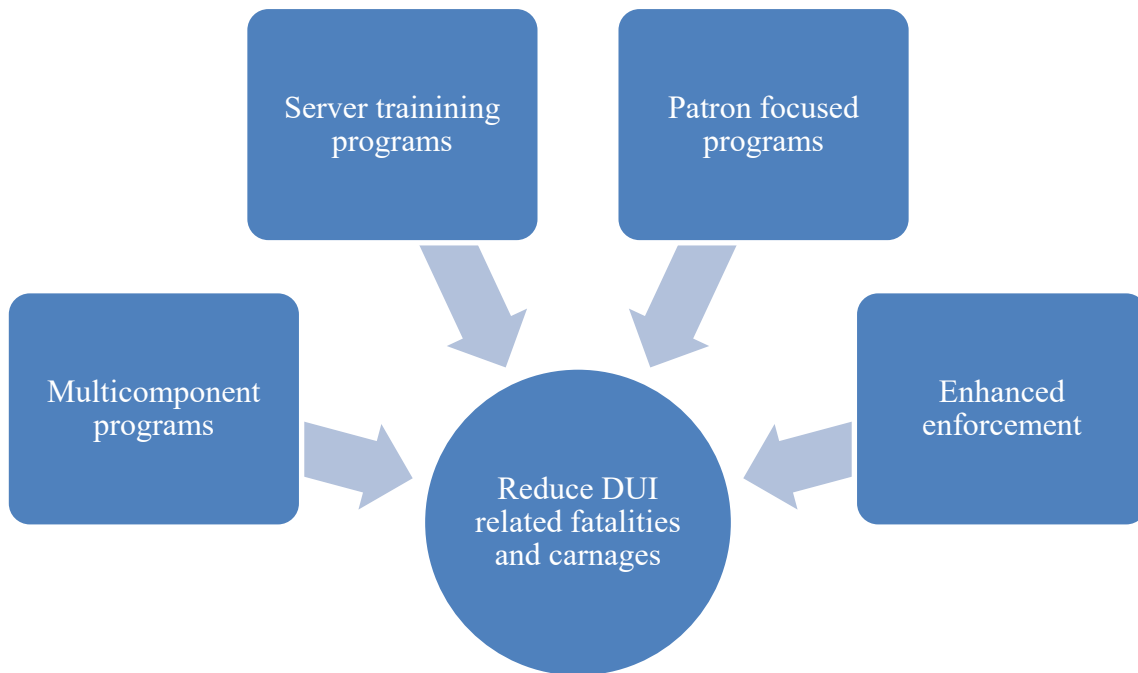 Server trainining
programs
Patron focused
programs
Multicomponent
programs
Enhanced
enforcement
Reduce DUI
related fatalities
and carnages